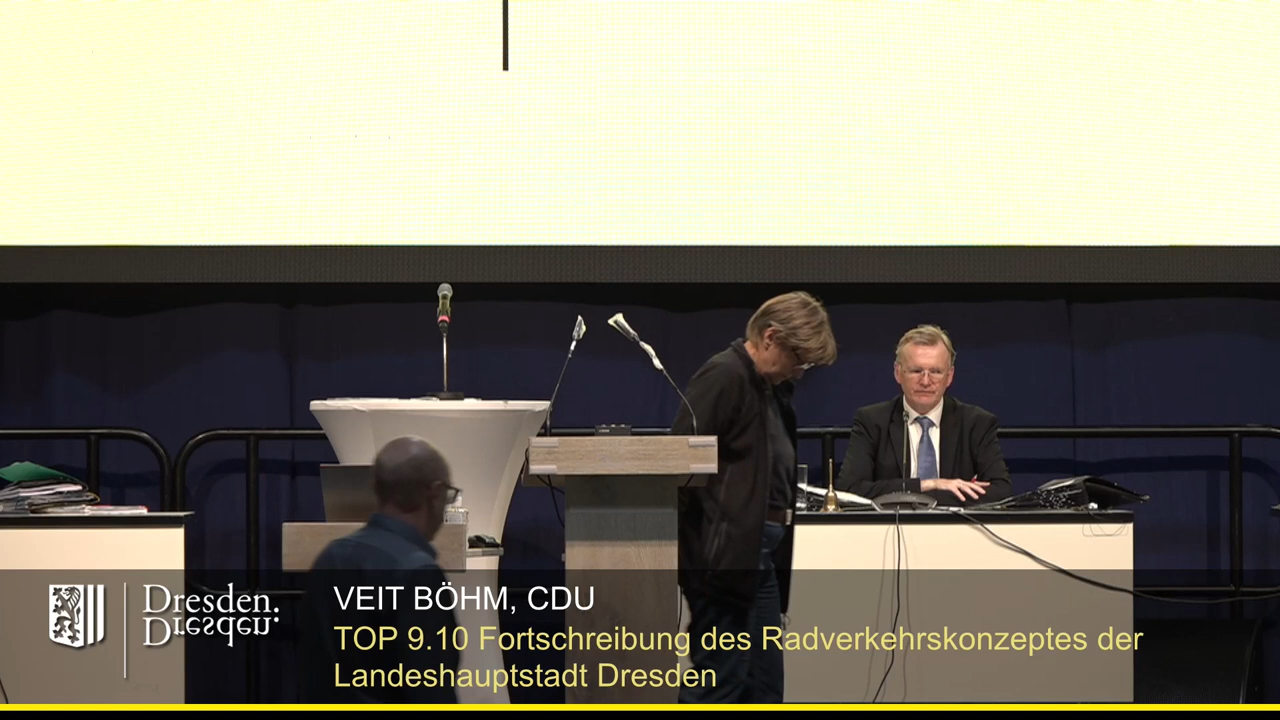 Dresden.
Dresden.
VEIT BÖHM, CDU
TOP 9.10 Fortschreibung des Radverkehrskonzeptes der
Landeshauptstadt Dresden